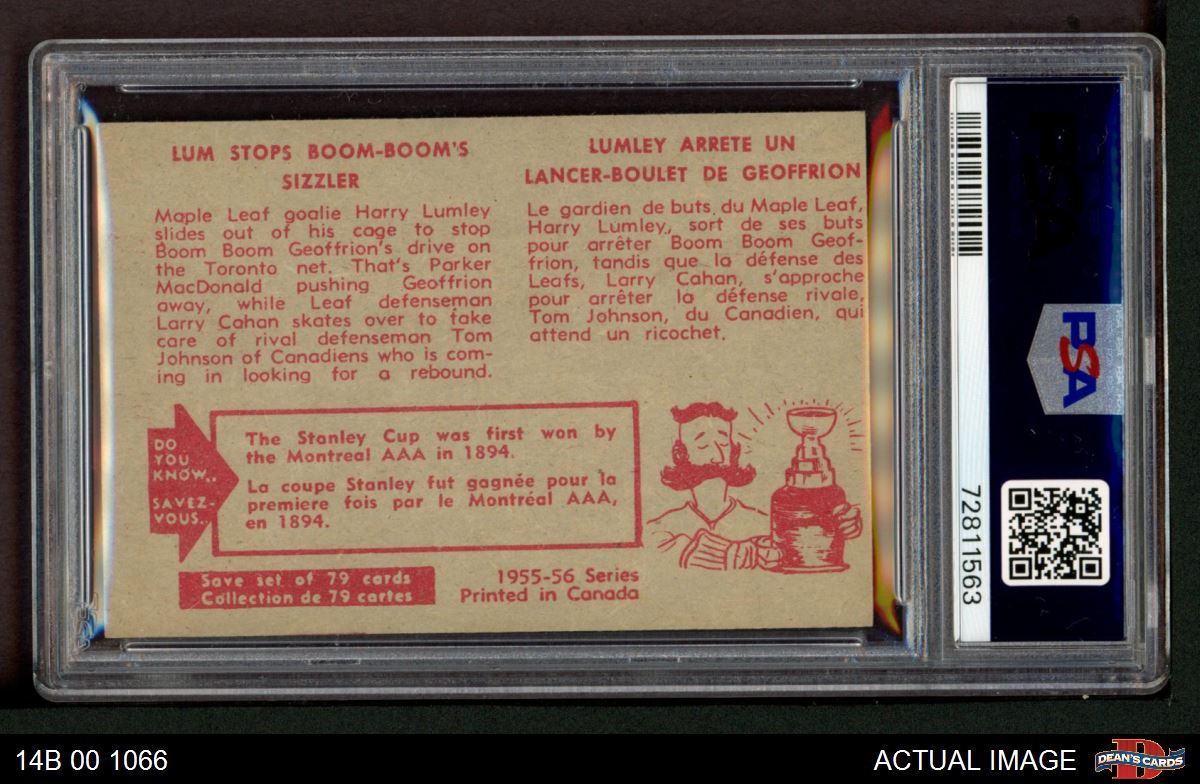 LUM STOPS BOOM-BOOM'S
SIZZLER
Maple Leaf goalie Harry Lumley
slides out of his cage to stop
Boom Boom Geoffrion's drive on
the Toronto net. That's Parker
MacDonald pushing Geoffrion
away, while Leaf defenseman
Larry Cahan skates over to take
care of rival defenseman Tom
Johnson of Canadiens who is com-
ing in looking for a rebound.
LUMLEY ARRETE UN
LANCER-BOULET DE GEOFFRION
Le gardien de buts du Maple Leaf,
Harry Lumley, sort de ses buts
pour arrêter Boom Boom Geof-
frion, tandis que la défense des
Leafs, Larry Cahan, s'approche
pour arrêter la défense rivale,
Tom Johnson, du Canadien, qui
attend un ricochet.
DO
YOU
KNOW..
SAVEZ-
VOUS..
The Stanley Cup was first won by
the Montreal AAA in 1894.
La coupe Stanley fut gagnée pour la
premiere fois par le Montréal AAA,
en 1894.
Save set of 79 cards
Collection de 79 cartes
1955-56 Series
Printed in Canada
PSA
72811563
14B 00 1066
ACTUAL IMAGE
DEAN'S CARDS